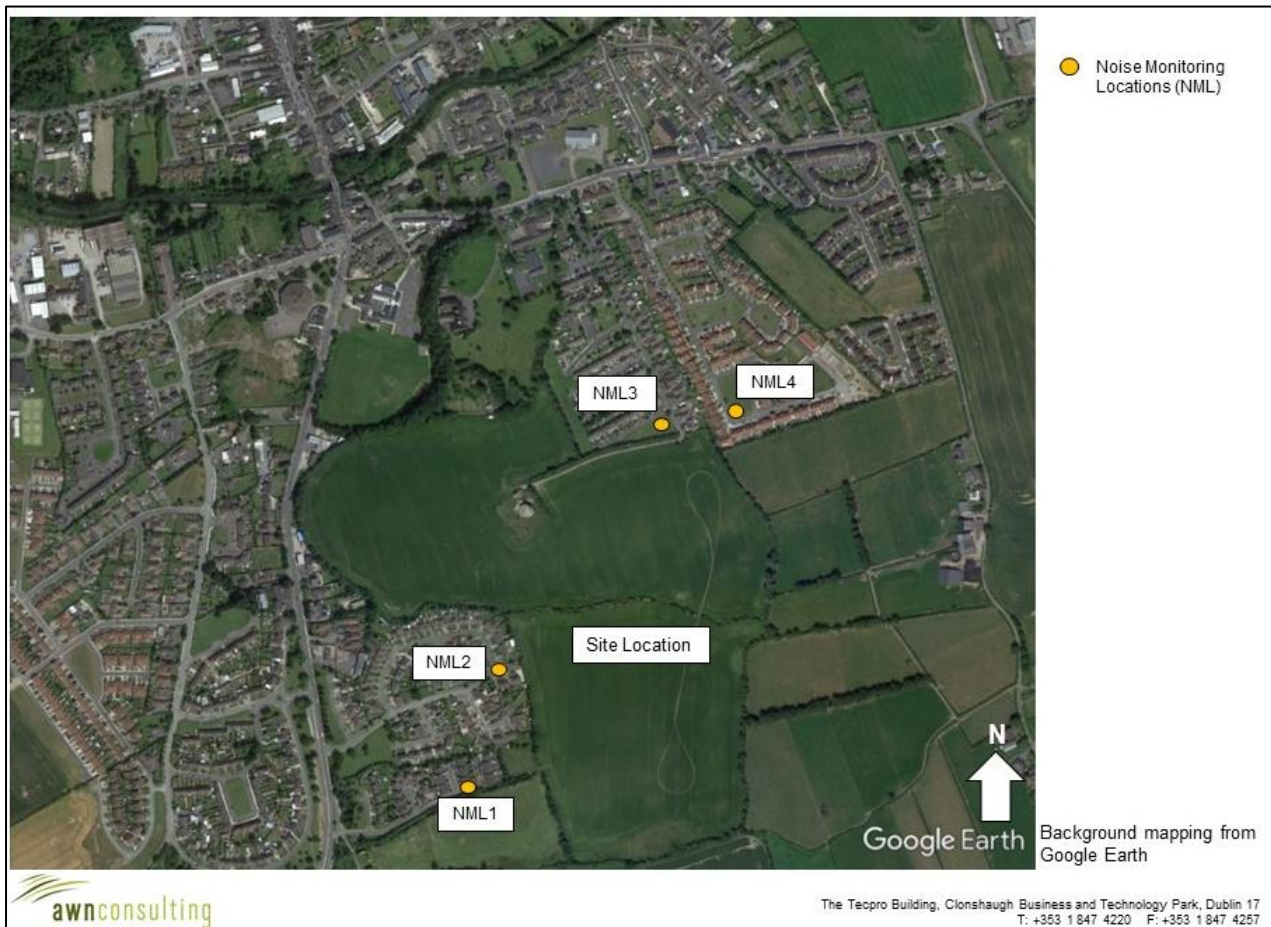 Noise Monitoring
Locations (NML)
NML3
NML4
NML2
Site Location
NML1
N
Google Earth
Background mapping from
Google Earth
awnconsulting
The Tecpro Building, Clonshaugh Business and Technology Park, Dublin 17
T: +353 1 847 4220 F: +353 1 847 4257